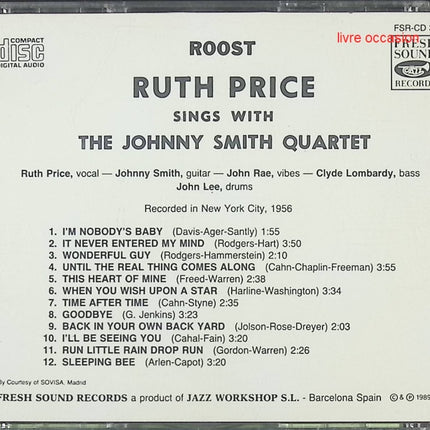 COMPACT
disc
DIGITAL AUDIO
FSR-CD
livre occasion
FRESH
SOUND
JAZZ
RECORDS
ROOST
RUTH PRICE
SINGS WITH
THE JOHNNY SMITH QUARTET
Ruth Price, vocal — Johnny Smith, guitar — John Rae, vibes — Clyde Lombardy, bass
John Lee, drums
Recorded in New York City, 1956
1. I'M NOBODY'S BABY (Davis-Ager-Santly) 1:55
2. IT NEVER ENTERED MY MIND (Rodgers-Hart) 3:50
3. WONDERFUL GUY (Rodgers-Hammerstein) 2:10
4. UNTIL THE REAL THING COMES ALONG (Cahn-Chaplin-Freeman) 3:55
5. THIS HEART OF MINE (Freed-Warren) 2:38
6. WHEN YOU WISH UPON A STAR (Harline-Washington) 3:34
7. TIME AFTER TIME (Cahn-Styne) 2:35
8. GOODBYE (G. Jenkins) 3:23
9. BACK IN YOUR OWN BACK YARD (Jolson-Rose-Dreyer) 2:03
10. I'LL BE SEEING YOU (Cahal-Fain) 3:20
11. RUN LITTLE RAIN DROP RUN (Gordon-Warren) 2:26
12. SLEEPING BEE (Arlen-Capot) 3:20
By Courtesy of SOVISA. Madrid
FRESH SOUND RECORDS a product of JAZZ WORKSHOP S.L. - Barcelona Spain © & ℗ 1989